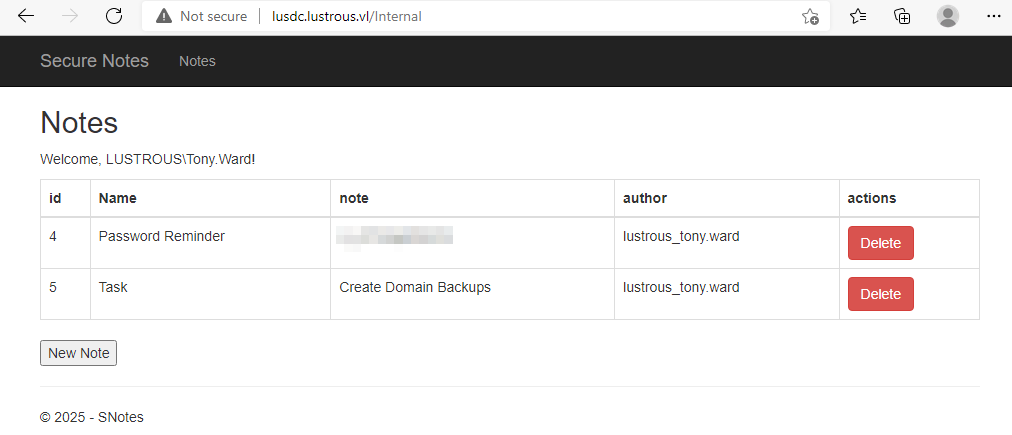 Not secure lusdc.lustrous.vl/Internal
Secure Notes Notes
Notes
Welcome, LUSTROUS\Tony.Ward!
id Name note author actions
4 Password Reminder lustrous_tony.ward Delete
5 Task Create Domain Backups lustrous_tony.ward Delete
New Note
© 2025 - SNotes